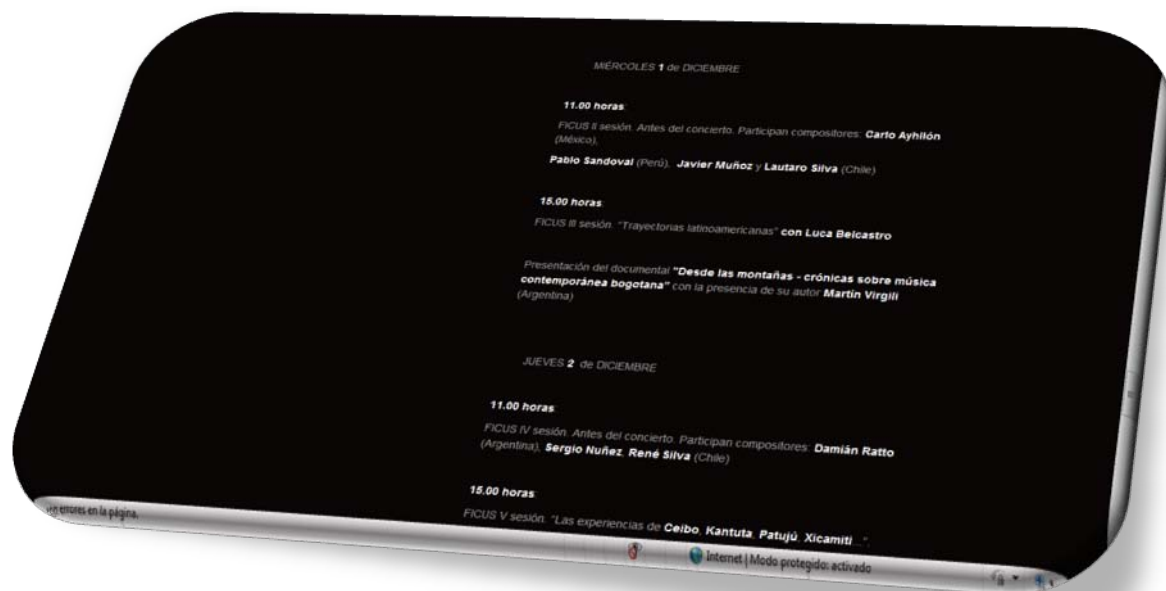 MIÉRCOLES 1 de DICIEMBRE
11.00 horas:
FICUS II sesión. Antes del concierto. Participan compositores: Carlo Ayhllón
(México),
Pablo Sandoval (Perú), Javier Muñoz y Lautaro Silva (Chile)
15.00 horas:
FICUS III sesión. "Trayectorias latinoamericanas" con Luca Belcastro
Presentación del documental "Desde las montañas - crónicas sobre música
contemporánea bogotana" con la presencia de su autor Martín Virgili
(Argentina)
JUEVES 2 de DICIEMBRE
11.00 horas:
FICUS IV sesión. Antes del concierto. Participan compositores: Damián Ratto
(Argentina), Sergio Nuñez, René Silva (Chile)
15.00 horas:
FICUS V sesión. "Las experiencias de Ceibo, Kantuta, Patujú, Xicamiti ...".
errores en la página.
Internet | Modo protegido: activado